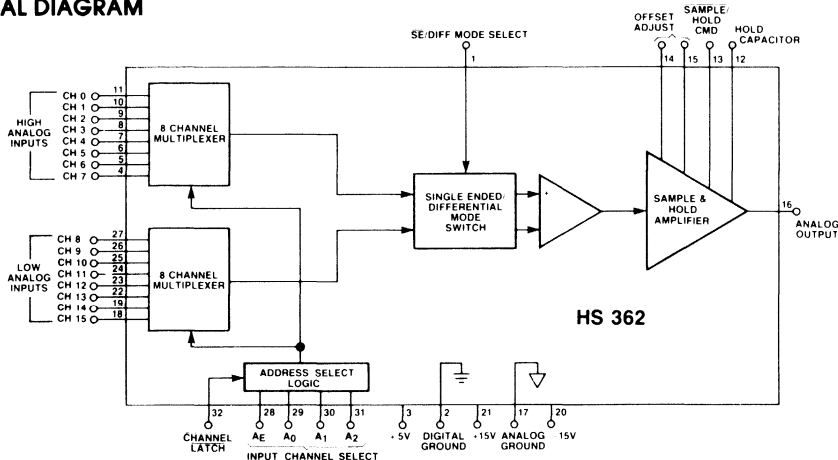 AL DIAGRAM
SE/DIFF MODE SELECT
1
OFFSET
ADJUST
SAMPLE/
HOLD
CMD
HOLD
CAPACITOR
14
15
13
12
HIGH
ANALOG
INPUTS
CH 0 11
CH 1 10
CH 2 9
CH 3 8
CH 4 7
CH 5 6
CH 6 5
CH 7 4
8 CHANNEL
MULTIPLEXER
SINGLE ENDED/
DIFFERENTIAL
MODE
SWITCH
+
SAMPLE &
HOLD
AMPLIFIER
16
ANALOG
OUTPUT
LOW
ANALOG
INPUTS
CH 8 27
CH 9 26
CH 10 25
CH 11 24
CH 12 23
CH 13 22
CH 14 19
CH 15 18
8 CHANNEL
MULTIPLEXER
HS 362
ADDRESS SELECT
LOGIC
32
28
29
30
31
3
2
21
17
20
CHANNEL
LATCH
AE
A0
A1
A2
INPUT CHANNEL SELECT
+5V
DIGITAL
GROUND
+15V
ANALOG
GROUND
15V